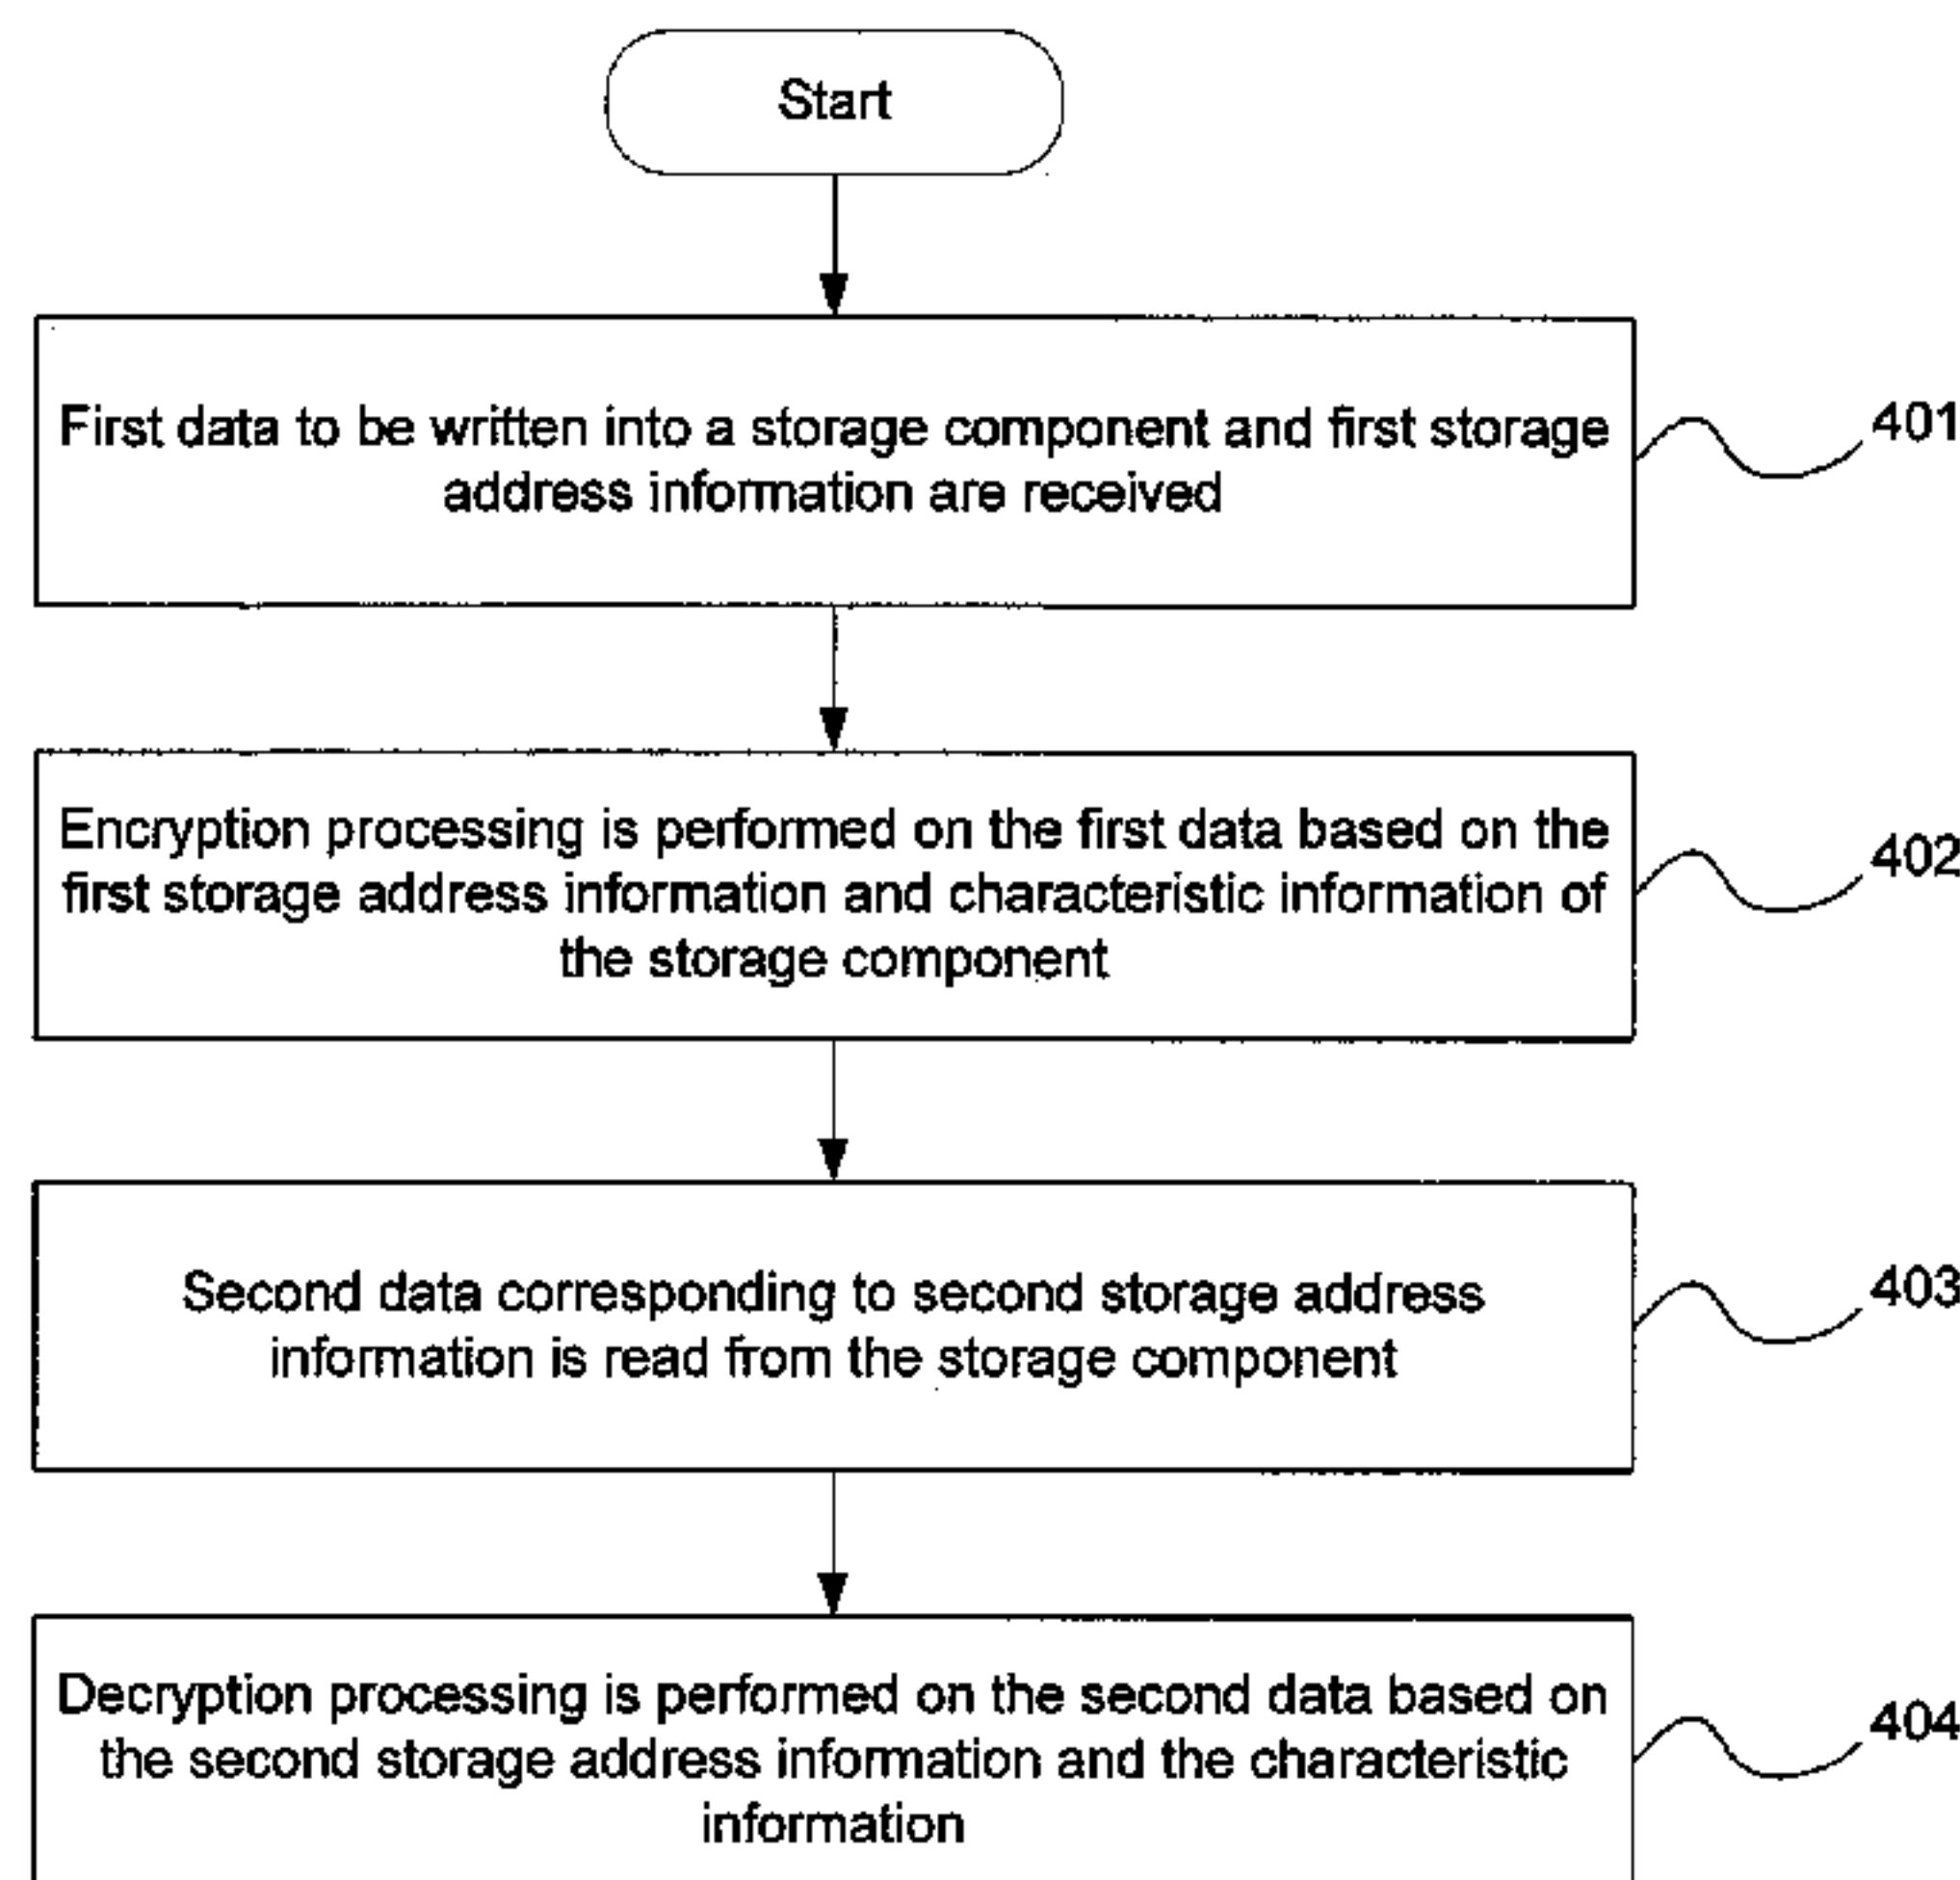 Start
First data to be written into a storage component and first storage
address information are received
401
Encryption processing is performed on the first data based on the
first storage address information and characteristic information of
the storage component
402
Second data corresponding to second storage address
information is read from the storage component
403
Decryption processing is performed on the second data based on
the second storage address information and the characteristic
information
404